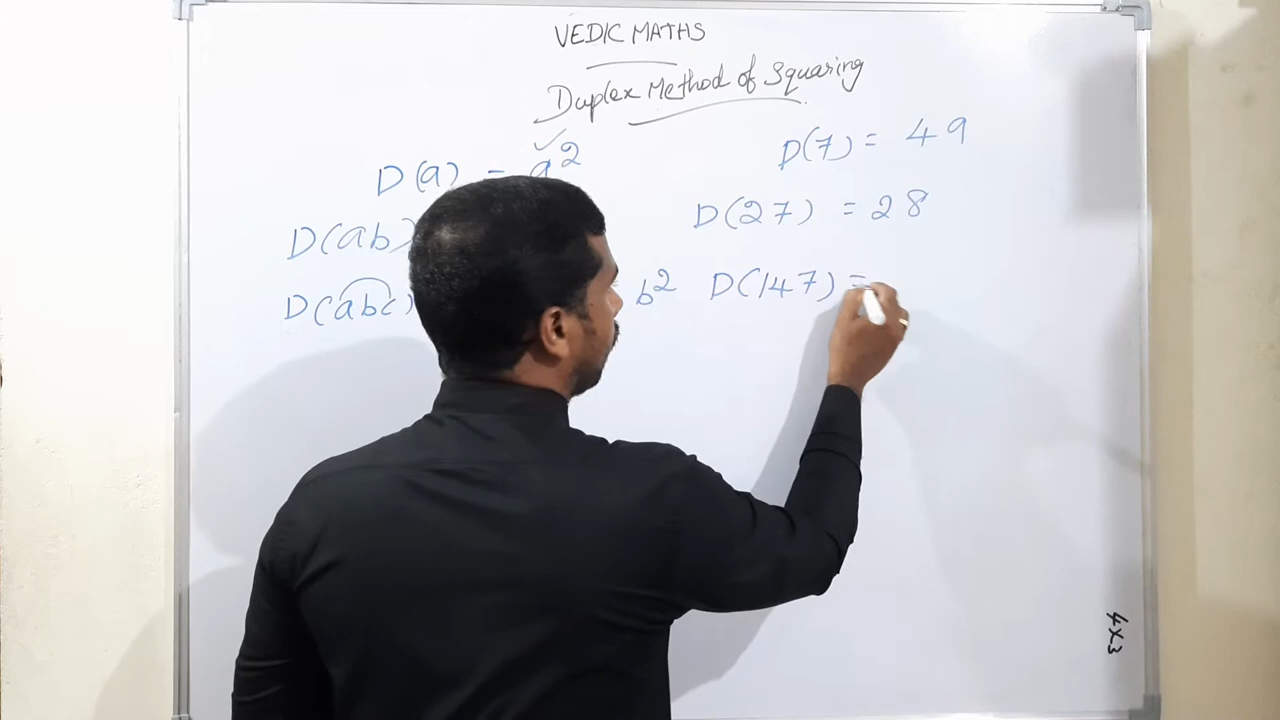 VEDIC MATHS
Duplex Method of Squaring
D(a) = a²
D(7) = 49
D(ab)
D(27) = 28
D(abc) b²
D(147) =
4x3